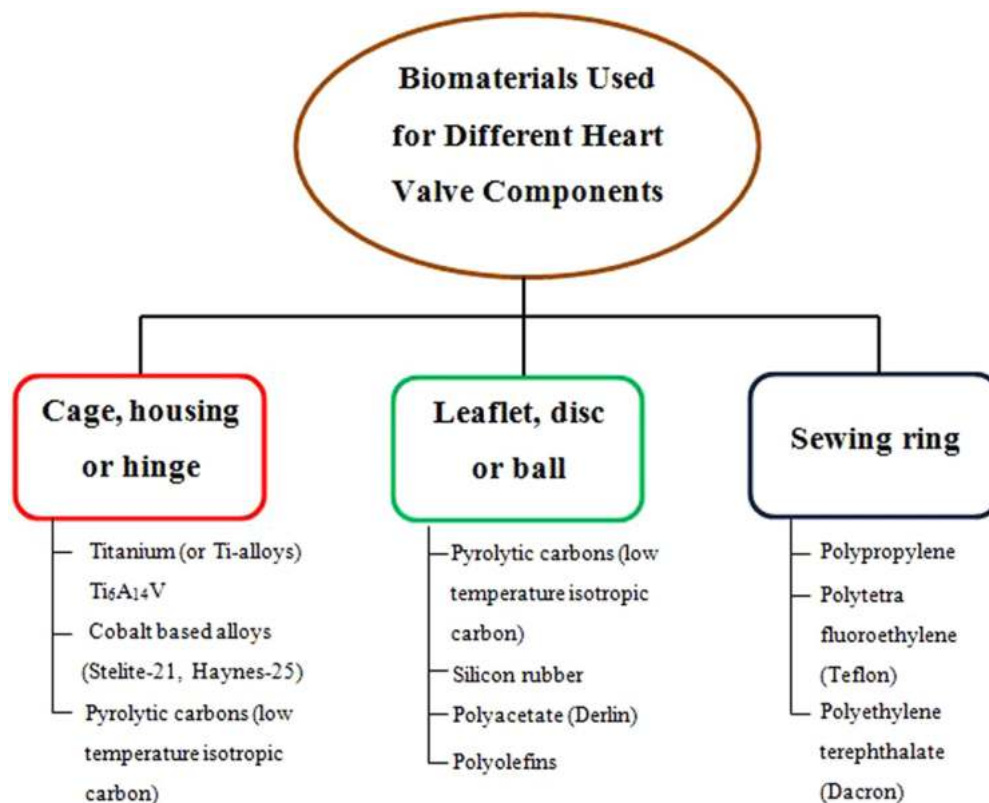 Biomaterials Used
for Different Heart
Valve Components
Cage, housing
or hinge
Titanium (or Ti-alloys)
Ti₆A₁₄V
Cobalt based alloys
(Stelite-21, Haynes-25)
Pyrolytic carbons (low
temperature isotropic
carbon)
Leaflet, disc
or ball
Pyrolytic carbons (low
temperature isotropic
carbon)
Silicon rubber
Polyacetate (Derlin)
Polyolefins
Sewing ring
Polypropylene
Polytetra
fluoroethylene
(Teflon)
Polyethylene
terephthalate
(Dacron)